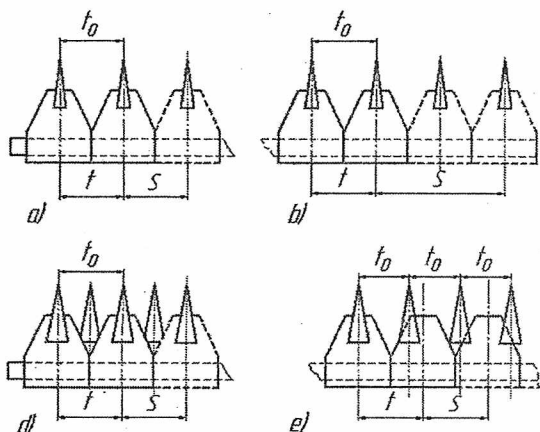 t₀ t₀
t S t S
a) b)
t₀ t₀ t₀ t₀
t S t S
d) e)